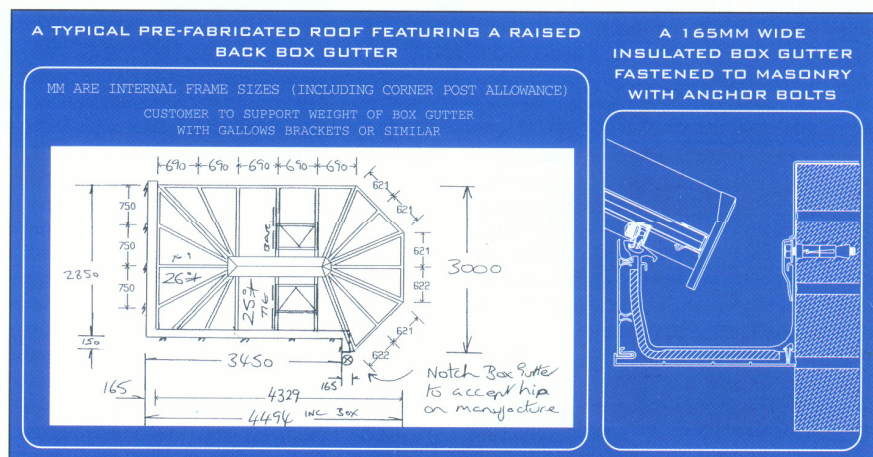 A TYPICAL PRE-FABRICATED ROOF FEATURING A RAISED
BACK BOX GUTTER
MM ARE INTERNAL FRAME SIZES (INCLUDING CORNER POST ALLOWANCE)
CUSTOMER TO SUPPORT WEIGHT OF BOX GUTTER
WITH GALLOWS BRACKETS OR SIMILAR
690 690 690 690 690
621
621
621
622
621
622
750
750
750
2850
150
3000
26°
25°
3450
165
165
4329
4494 INC BOX
Notch Box Gutter
to accept hip
on manufacture
A 165MM WIDE
INSULATED BOX GUTTER
FASTENED TO MASONRY
WITH ANCHOR BOLTS